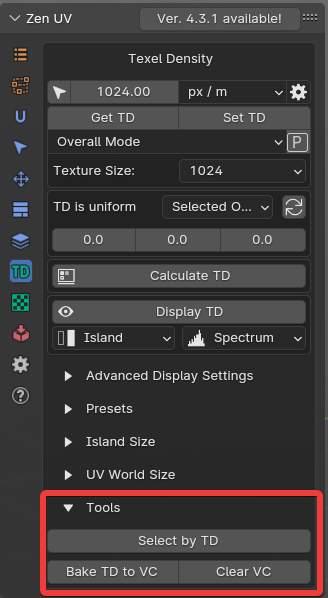 Zen UV
Ver. 4.3.1 available!
Texel Density
1024.00 px / m
Get TD Set TD
Overall Mode P
Texture Size: 1024
TD is uniform Selected O...
0.0 0.0 0.0
TD Calculate TD
Display TD
Island Spectrum
Advanced Display Settings
Presets
Island Size
UV World Size
Tools
Select by TD
Bake TD to VC Clear VC